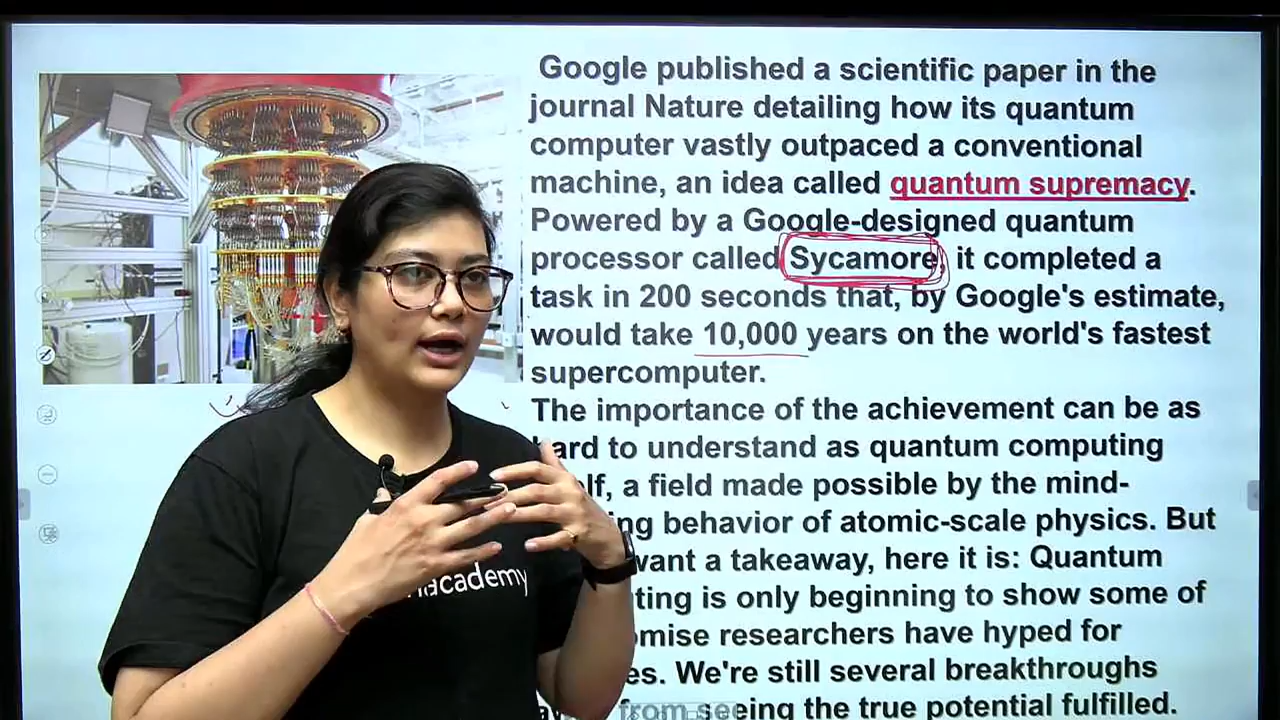 Google published a scientific paper in the
journal Nature detailing how its quantum
computer vastly outpaced a conventional
machine, an idea called quantum supremacy.
Powered by a Google-designed quantum
processor called Sycamore, it completed a
task in 200 seconds that, by Google's estimate,
would take 10,000 years on the world's fastest
supercomputer.
The importance of the achievement can be as
hard to understand as quantum computing
a field made possible by the mind-
behavior of atomic-scale physics. But
want a takeaway, here it is: Quantum
is only beginning to show some of
researchers have hyped for
We're still several breakthroughs
from seeing the true potential fulfilled.